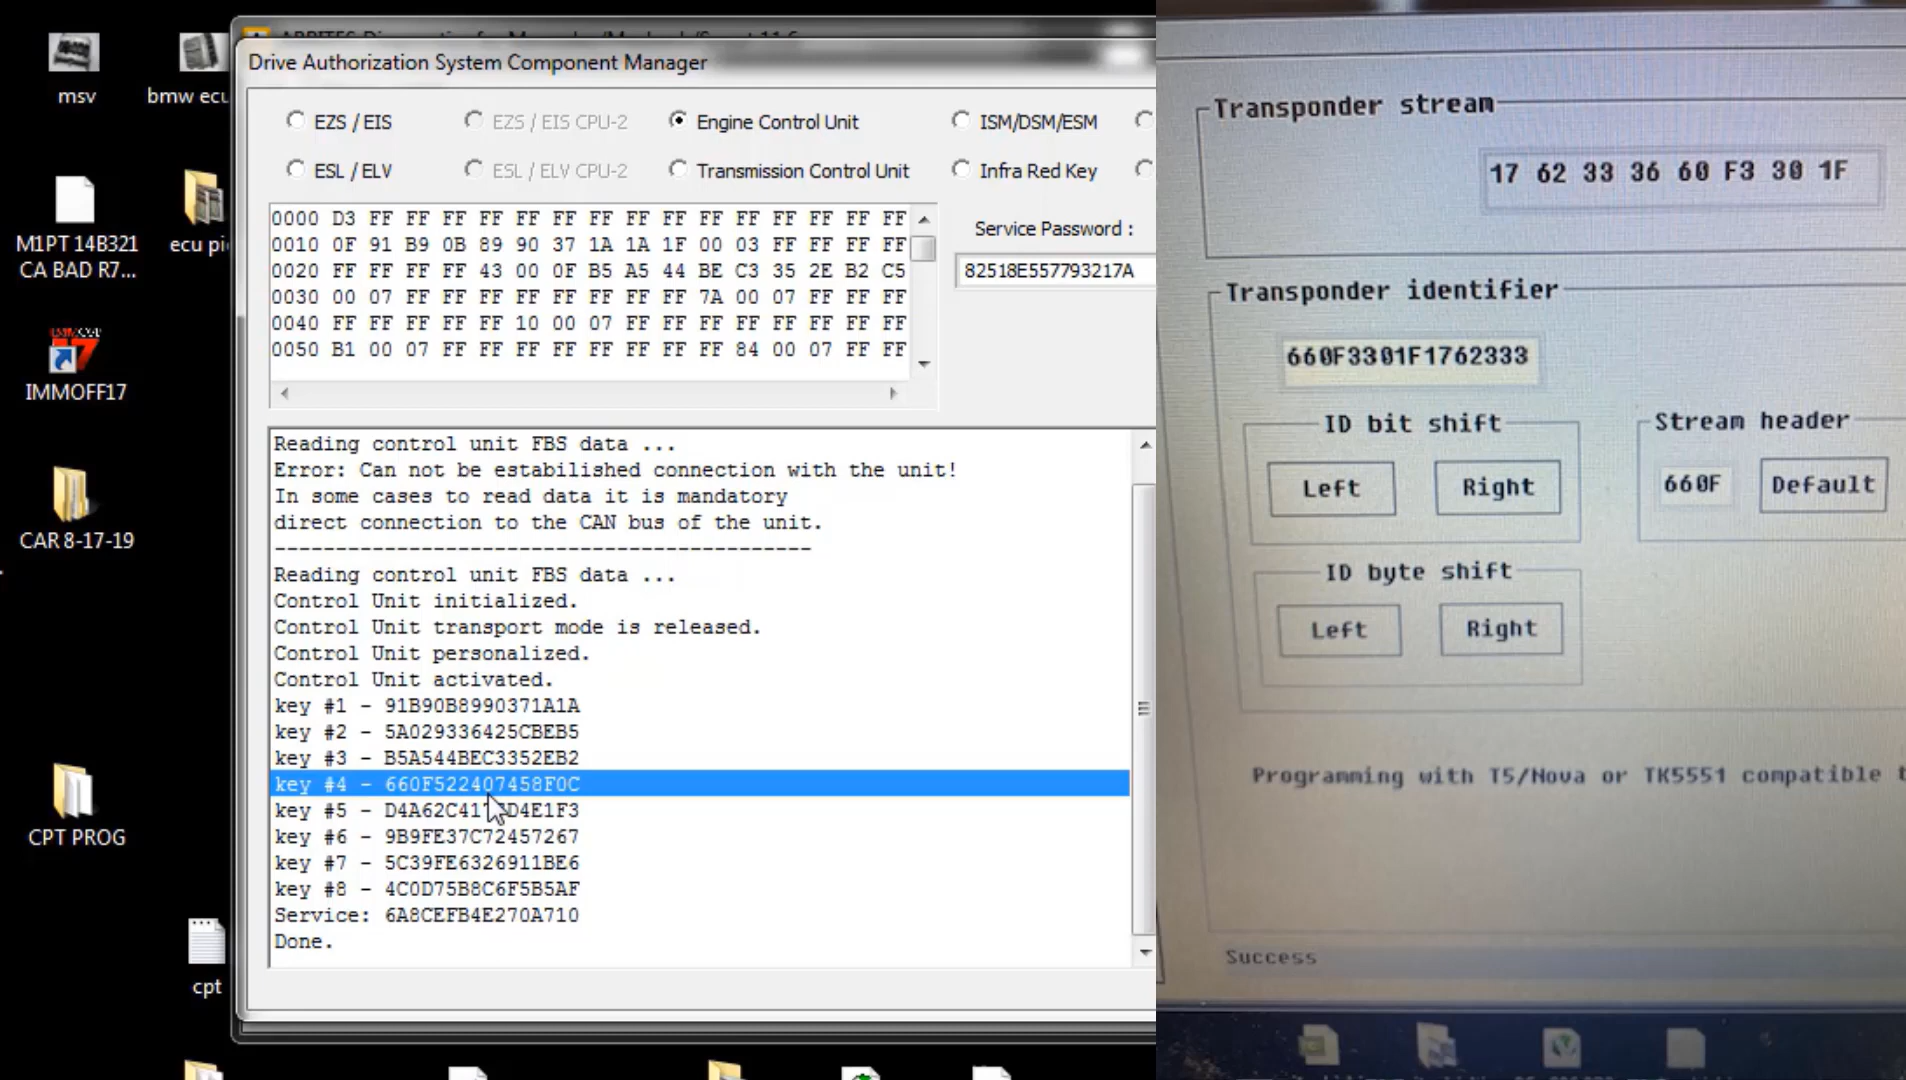 msv
bmw ecu
M1PT 14B321
CA BAD R7...
ecu pi
IMMOFF17
CAR 8-17-19
CPT PROG
cpt
Drive Authorization System Component Manager
EZS / EIS
EZS / EIS CPU-2
Engine Control Unit
ISM/DSM/ESM
ESL / ELV
ESL / ELV CPU-2
Transmission Control Unit
Infra Red Key
0000 D3 FF FF FF FF FF FF FF FF FF FF FF FF FF FF FF
0010 0F 91 B9 0B 89 90 37 1A 1A 1F 00 03 FF FF FF FF
0020 FF FF FF FF 43 00 0F B5 A5 44 BE C3 35 2E B2 C5
0030 00 07 FF FF FF FF FF FF FF FF 7A 00 07 FF FF FF
0040 FF FF FF FF FF 10 00 07 FF FF FF FF FF FF FF FF
0050 B1 00 07 FF FF FF FF FF FF FF FF 84 00 07 FF FF
Service Password :
82518E557793217A
Reading control unit FBS data ...
Error: Can not be estabilished connection with the unit!
In some cases to read data it is mandatory
direct connection to the CAN bus of the unit.
--------------------------------------------
Reading control unit FBS data ...
Control Unit initialized.
Control Unit transport mode is released.
Control Unit personalized.
Control Unit activated.
key #1 - 91B90B8990371A1A
key #2 - 5A029336425CBEB5
key #3 - B5A544BEC3352EB2
key #4 - 660F522407458F0C
key #5 -
key #6 - 9B9FE37C72457267
key #7 - 5C39FE6326911BE6
key #8 - 4C0D75B8C6F5B5AF
Service: 6A8CEFB4E270A710
Done.
Transponder stream
17 62 33 36 60 F3 30 1F
Transponder identifier
660F3301F1762333
ID bit shift
Left
Right
Stream header
660F
Default
ID byte shift
Left
Right
Programming with T5/Nova or TK5551 compatible t
Success